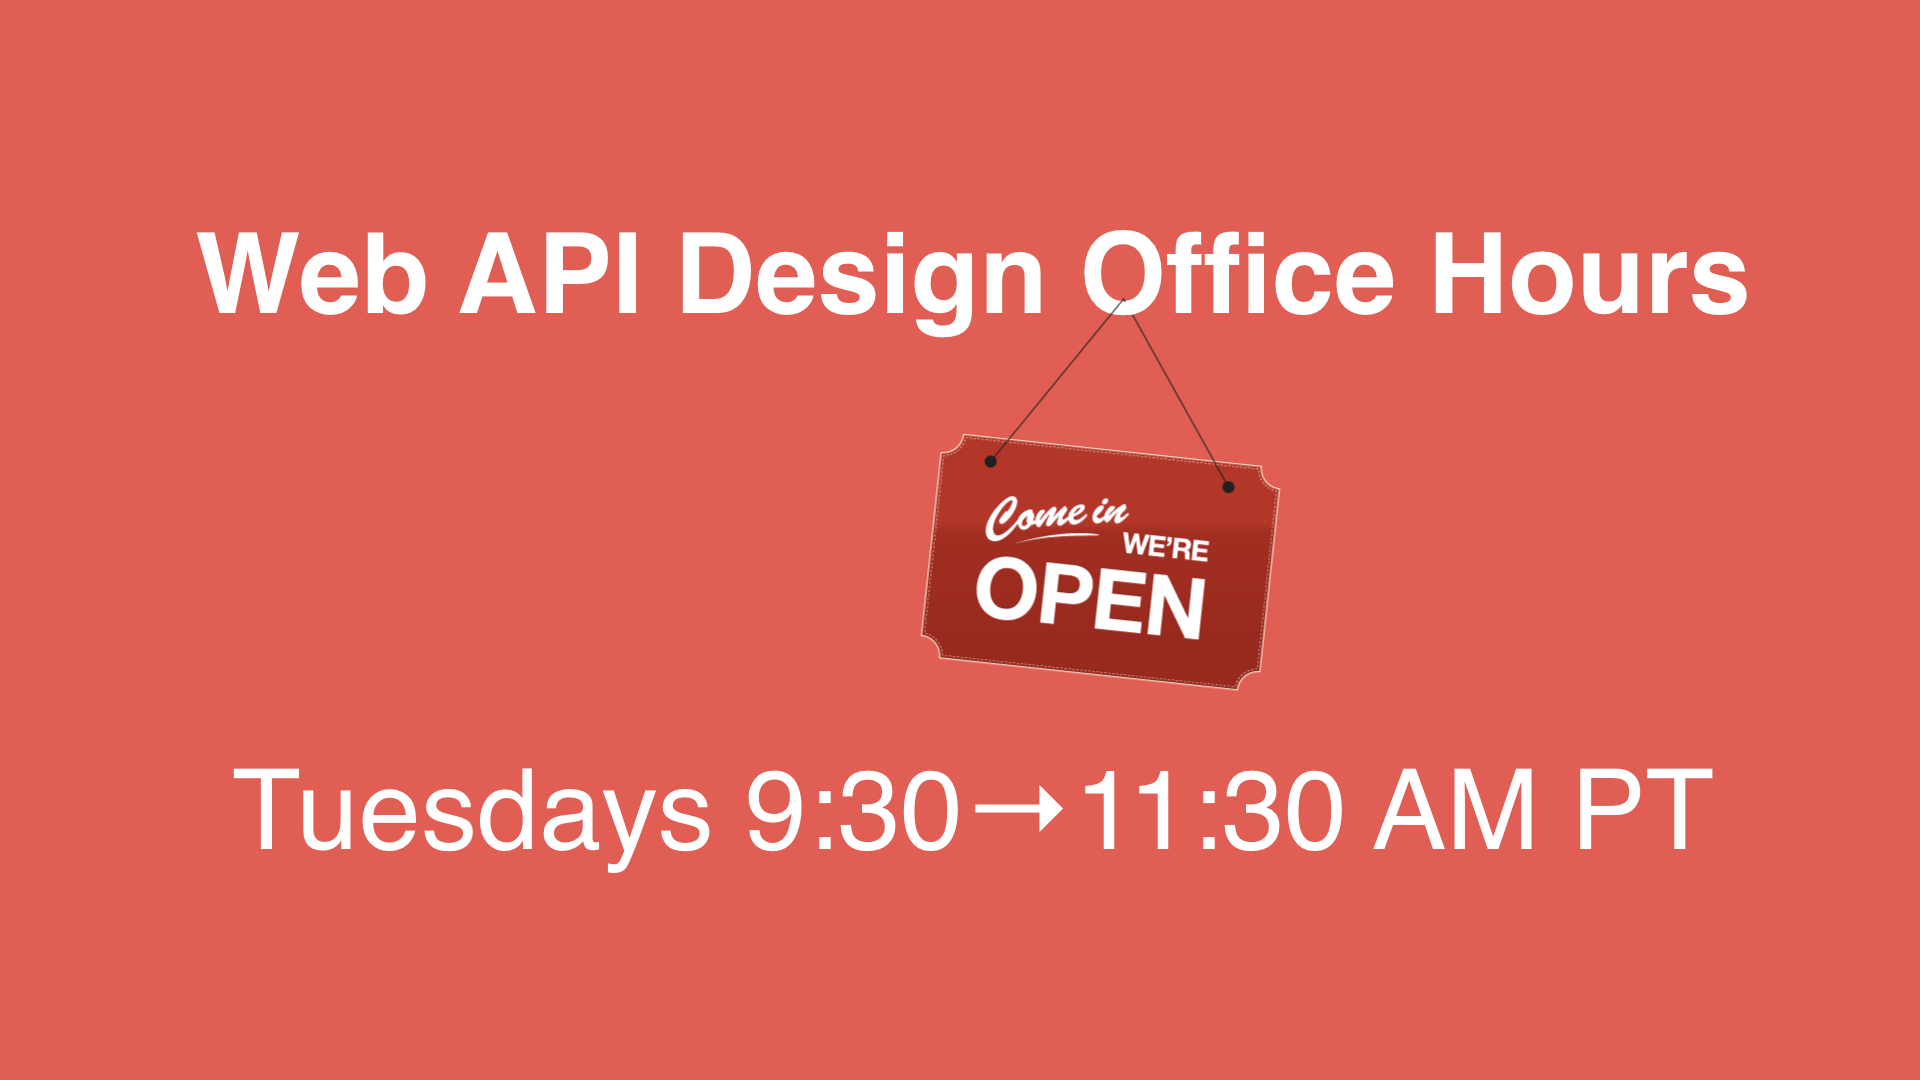 Web API Design Office Hours
Come in
WE'RE
OPEN
Tuesdays 9:30→11:30 AM PT